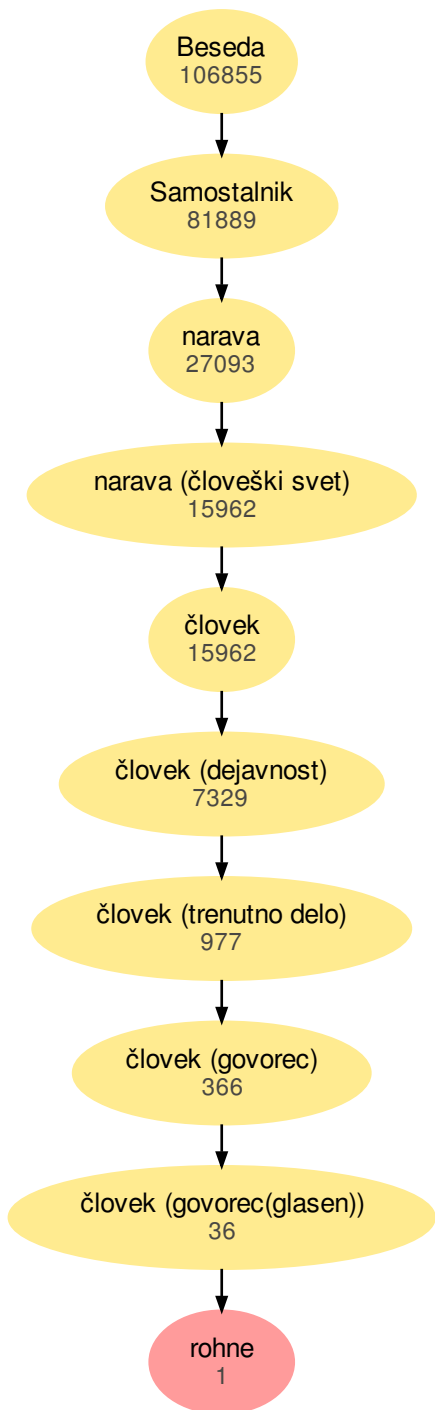 Beseda
106855
Samostalnik
81889
narava
27093
narava (človeški svet)
15962
človek
15962
človek (dejavnost)
7329
človek (trenutno delo)
977
človek (govorec)
366
človek (govorec(glasen))
36
rohne
1